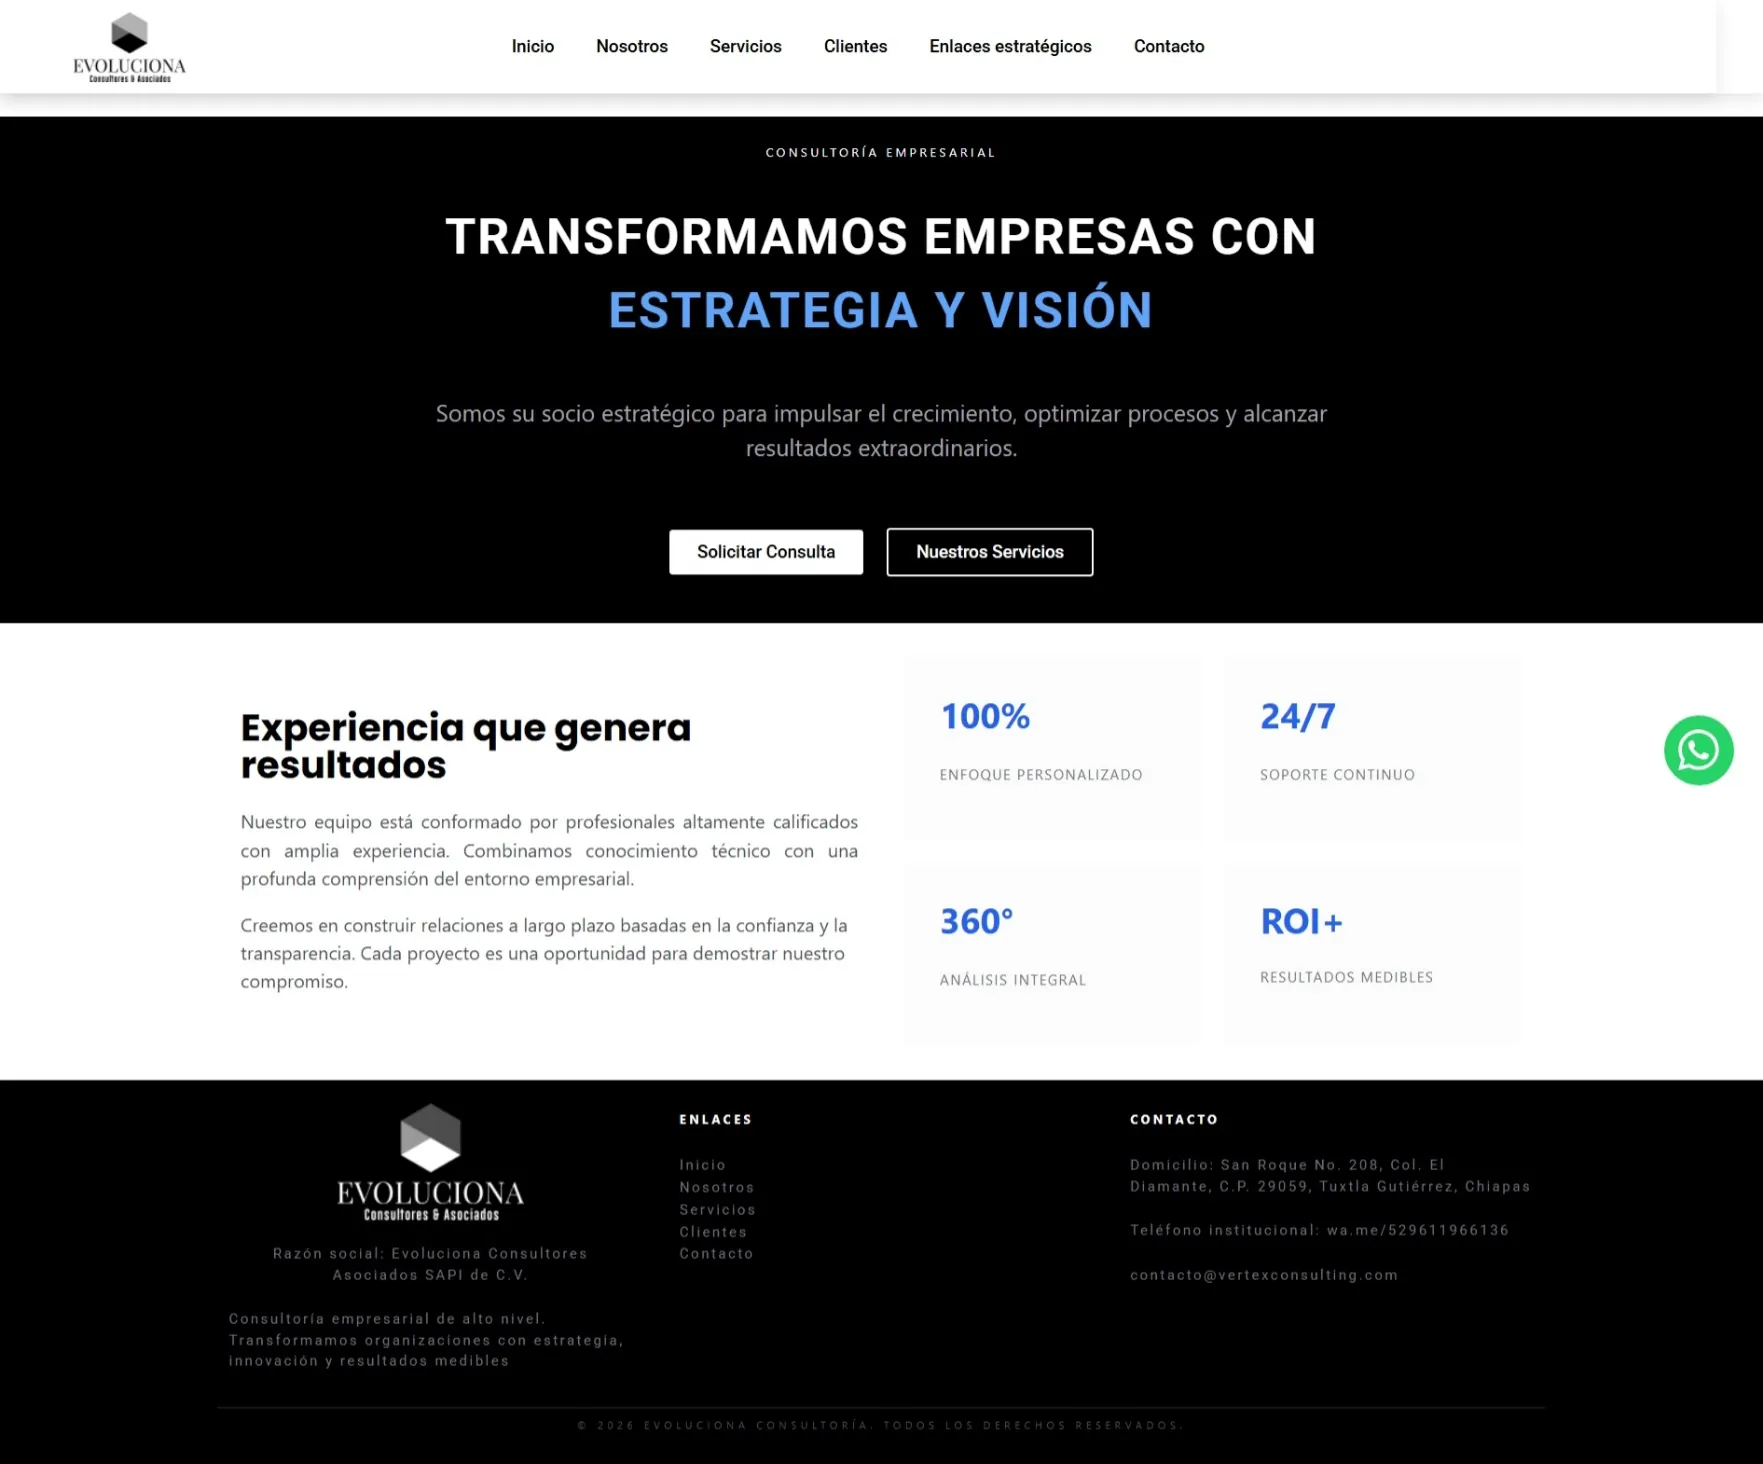 EVOLUCIONA
Consultores & Asociados
Inicio
Nosotros
Servicios
Clientes
Enlaces estratégicos
Contacto
CONSULTORÍA EMPRESARIAL
TRANSFORMAMOS EMPRESAS CON
ESTRATEGIA Y VISIÓN
Somos su socio estratégico para impulsar el crecimiento, optimizar procesos y alcanzar
resultados extraordinarios.
Solicitar Consulta
Nuestros Servicios
Experiencia que genera
resultados
Nuestro equipo está conformado por profesionales altamente calificados
con amplia experiencia. Combinamos conocimiento técnico con una
profunda comprensión del entorno empresarial.
Creemos en construir relaciones a largo plazo basadas en la confianza y la
transparencia. Cada proyecto es una oportunidad para demostrar nuestro
compromiso.
100%
ENFOQUE PERSONALIZADO
24/7
SOPORTE CONTINUO
360°
ANÁLISIS INTEGRAL
ROI+
RESULTADOS MEDIBLES
EVOLUCIONA
Consultores & Asociados
Razón social: Evoluciona Consultores
Asociados SAPI de C.V.
Consultoría empresarial de alto nivel.
Transformamos organizaciones con estrategia,
innovación y resultados medibles
ENLACES
Inicio
Nosotros
Servicios
Clientes
Contacto
CONTACTO
Domicilio: San Roque No. 208, Col. El
Diamante, C.P. 29059, Tuxtla Gutiérrez, Chiapas
Teléfono institucional: wa.me/529611966136
contacto@vertexconsulting.com
© 2026 EVOLUCIONA CONSULTORÍA. TODOS LOS DERECHOS RESERVADOS.